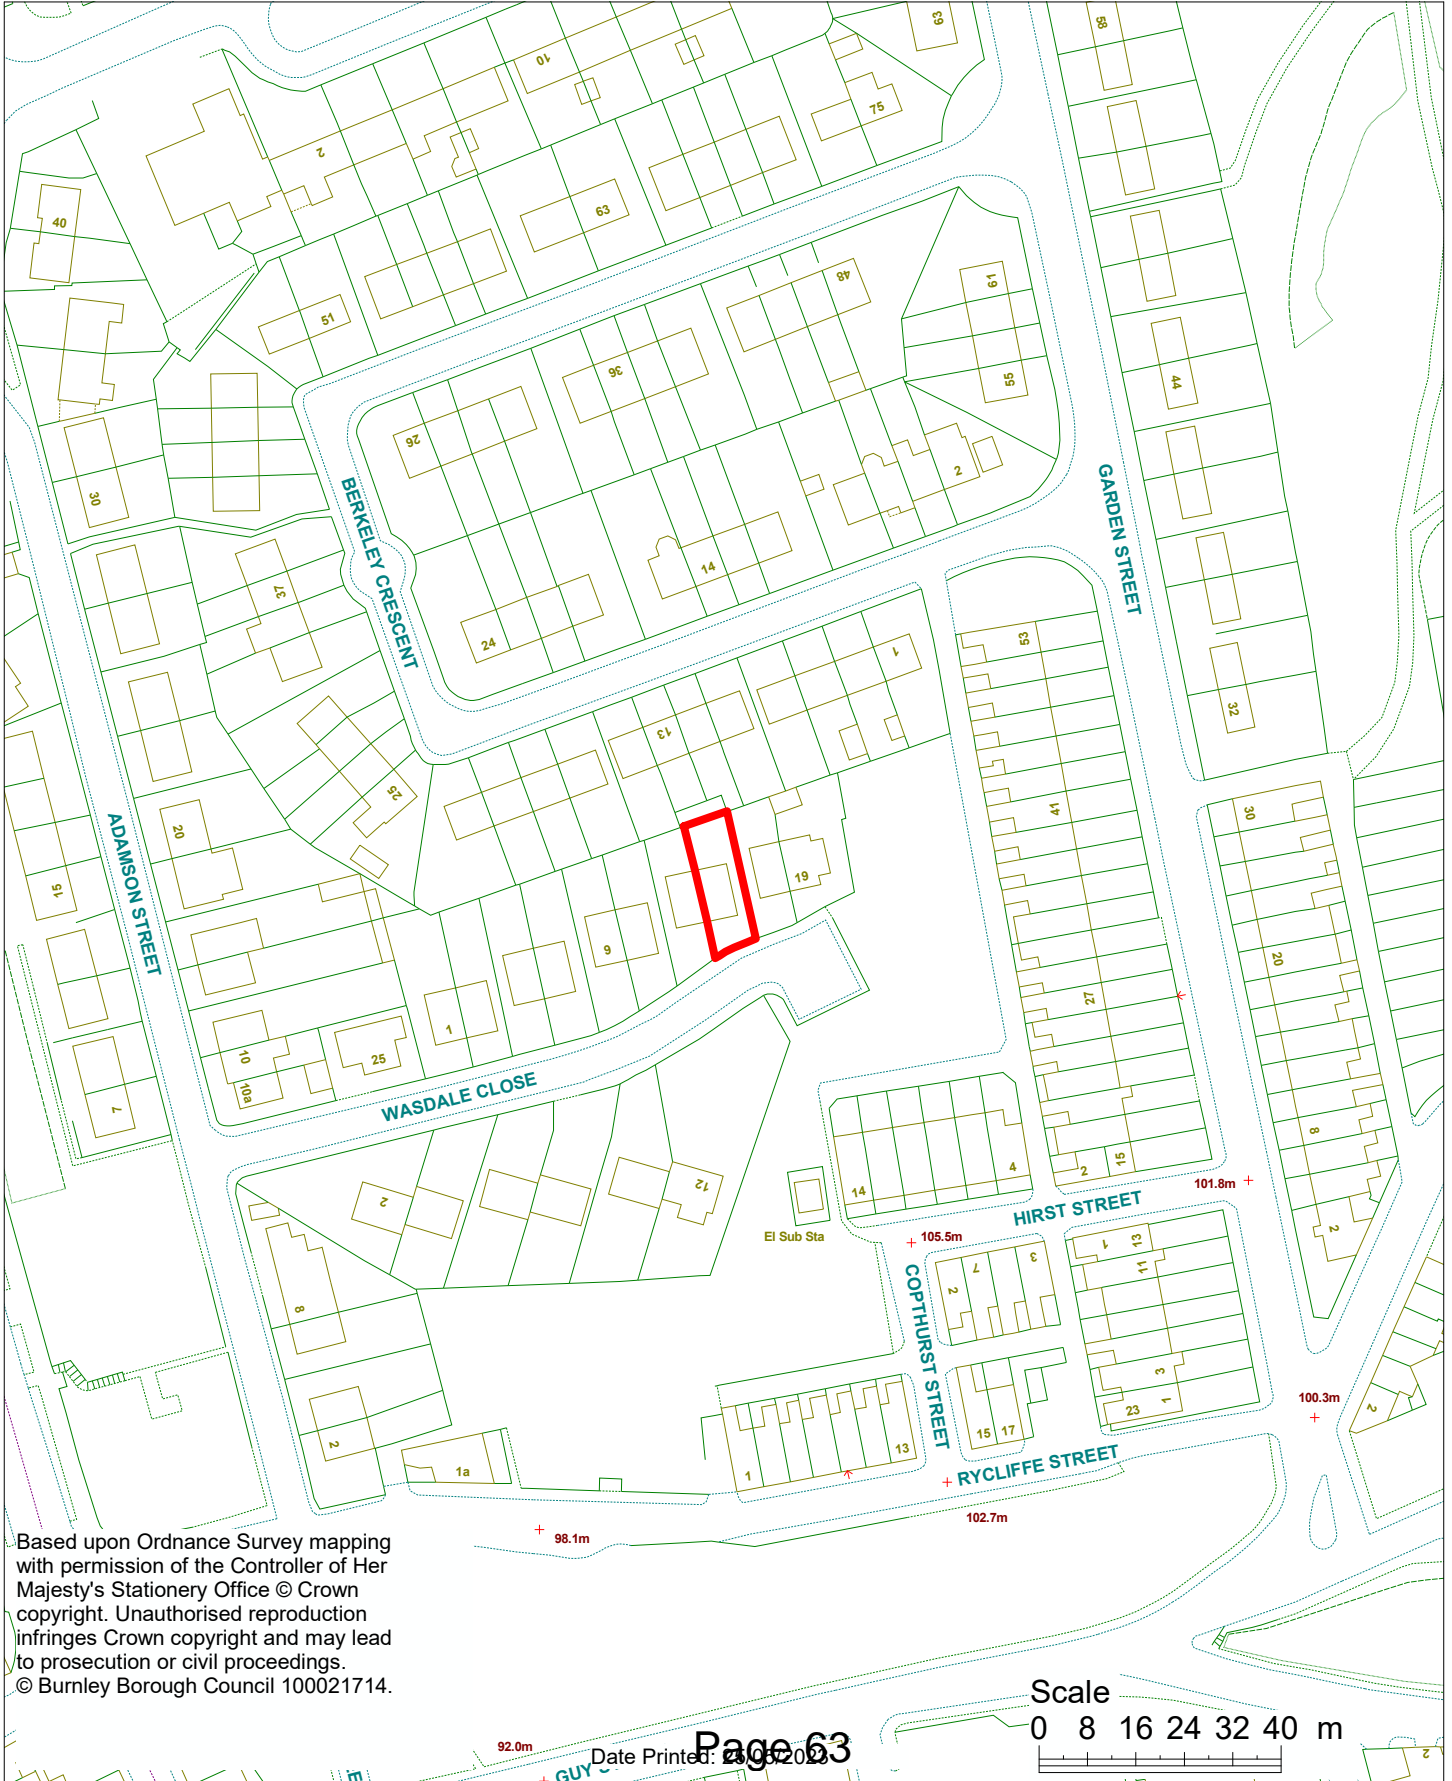 63
58
10
75
2
40
63
48
61
51
36
44
55
26
2
30
BERKELEY CRESCENT
GARDEN STREET
14
37
24
53
1
32
13
25
41
30
20
ADAMSON STREET
19
15
9
20
27
1
10
25
10a
WASDALE CLOSE
7
8
4
15
2
14
101.8m
HIRST STREET
2
12
El Sub Sta
105.5m
1
13
11
2
7
3
2
COPTHURST STREET
8
3
1
23
100.3m
2
2
1a
1
13
15
17
RYCLIFFE STREET
98.1m
102.7m
Based upon Ordnance Survey mapping
with permission of the Controller of Her
Majesty's Stationery Office © Crown
copyright. Unauthorised reproduction
infringes Crown copyright and may lead
to prosecution or civil proceedings.
© Burnley Borough Council 100021714.
Scale
0 8 16 24 32 40 m
92.0m
Page 63
Date Printed:
GUY
2